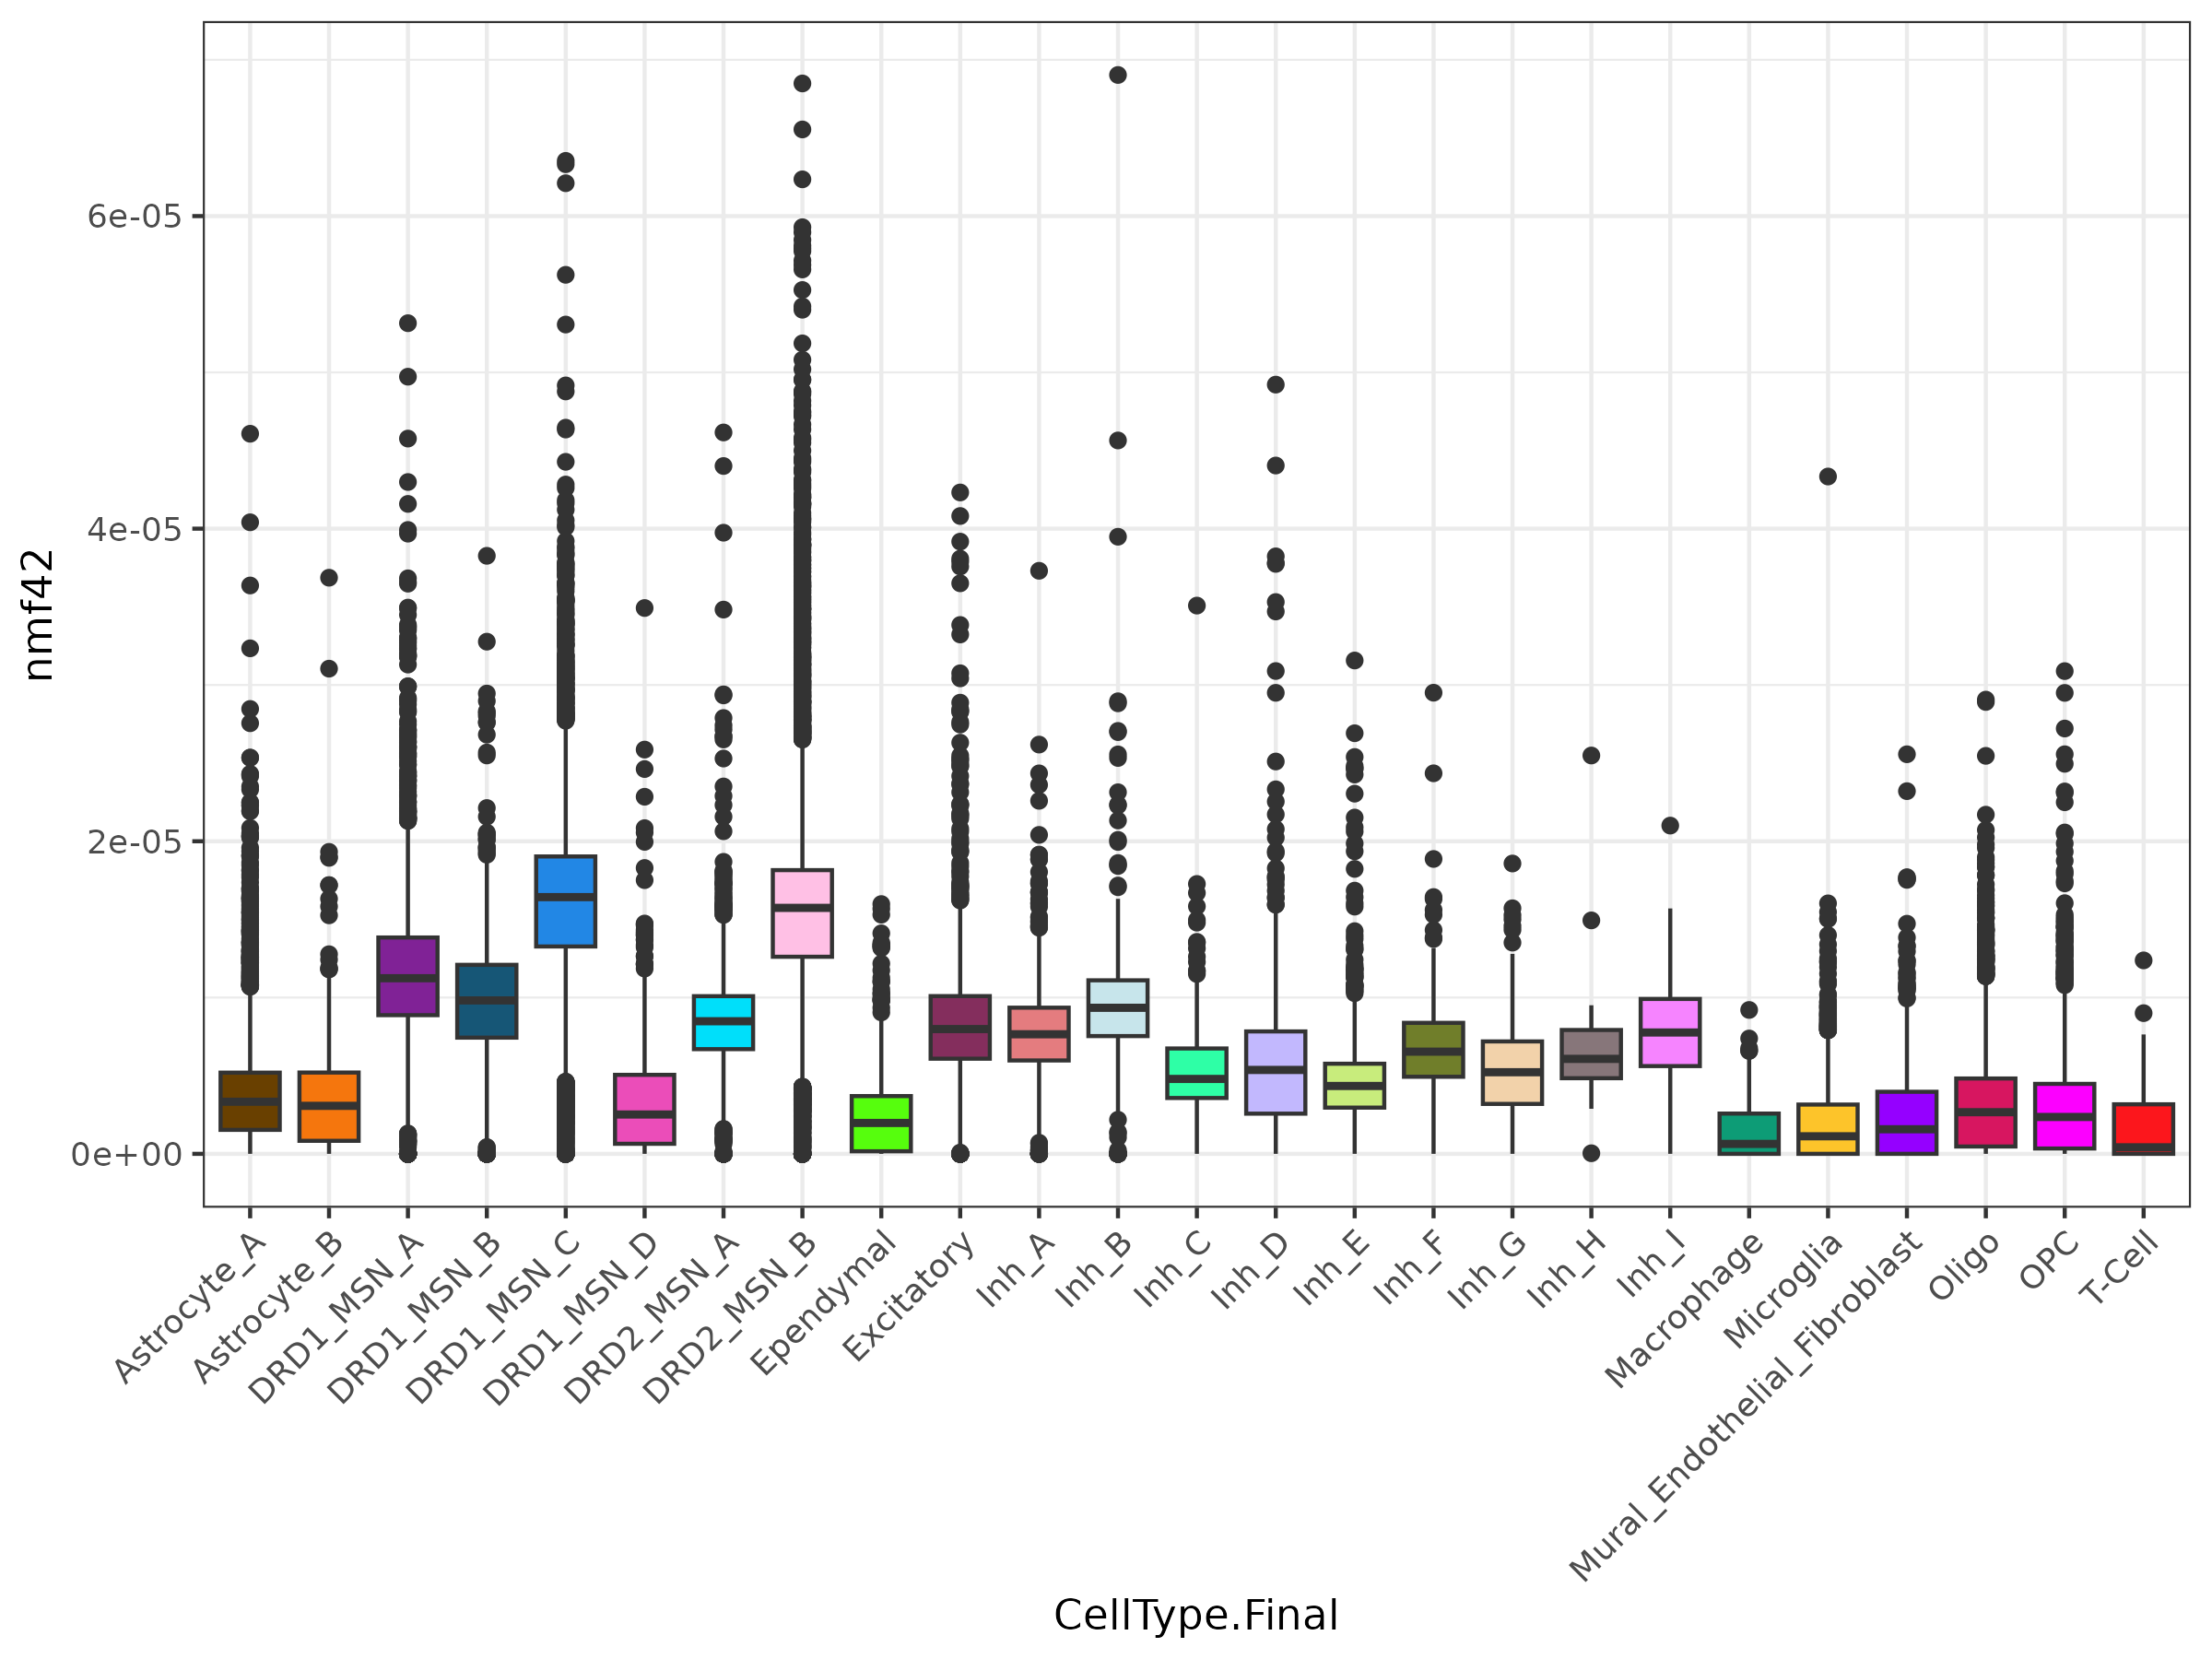 nmf42
6e-05
4e-05
2e-05
0e+00
Astrocyte_A
Astrocyte_B
DRD1_MSN_A
DRD1_MSN_B
DRD1_MSN_C
DRD1_MSN_D
DRD2_MSN_A
DRD2_MSN_B
Ependymal
Excitatory
Inh_A
Inh_B
Inh_C
Inh_D
Inh_E
Inh_F
Inh_G
Inh_H
Inh_I
Macrophage
Microglia
Mural_Endothelial_Fibroblast
Oligo
OPC
T-Cell
CellType.Final